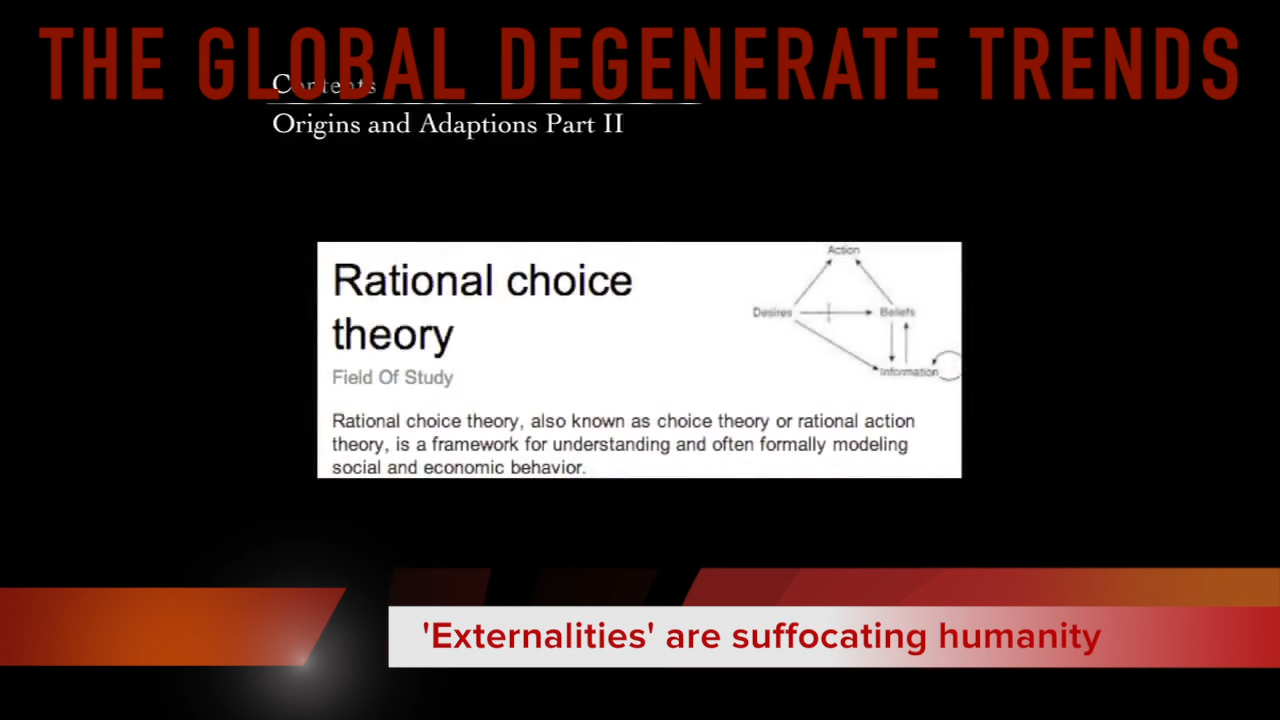 THE GLOBAL DEGENERATE TRENDS
Contents
Origins and Adaptions Part II
Rational choice
theory
Field Of Study
Rational choice theory, also known as choice theory or rational action
theory, is a framework for understanding and often formally modeling
social and economic behavior.
Action
Desires
Beliefs
Information
'Externalities' are suffocating humanity